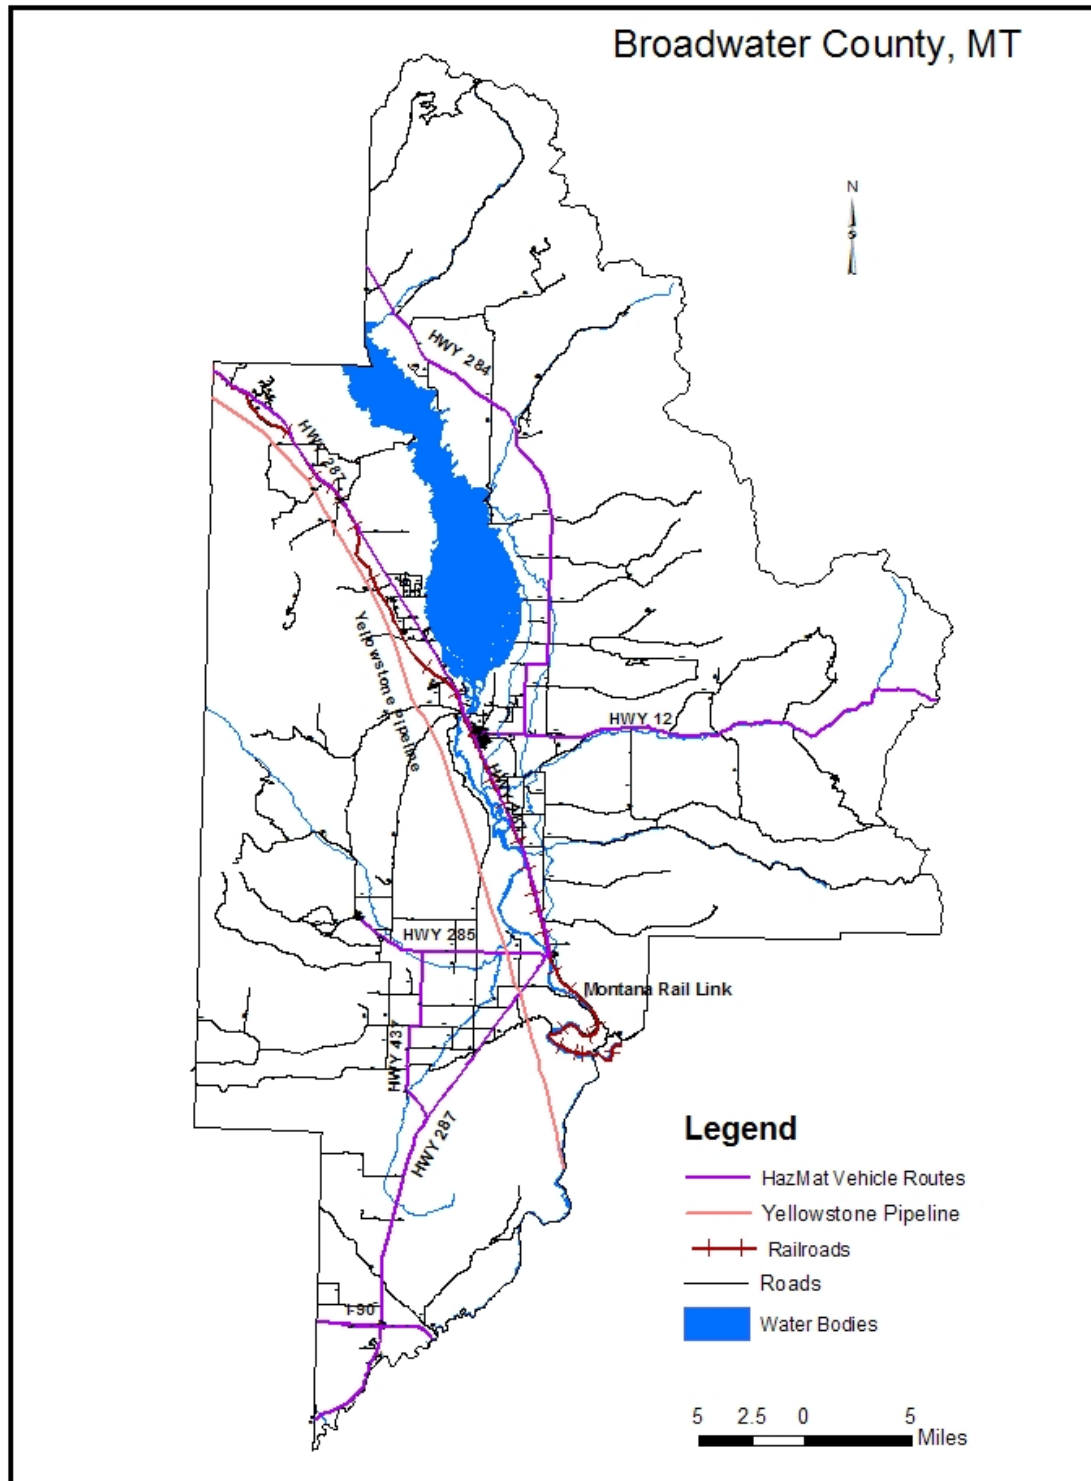 Broadwater County, MT
N
S
HWY 284
HWY 287
Yellowstone pipeline
HWY 12
HWY 285
Montana Rail Link
HWY 437
HWY 287
I-90
Legend
HazMat Vehicle Routes
Yellowstone Pipeline
Railroads
Roads
Water Bodies
5 2.5 0 5
Miles